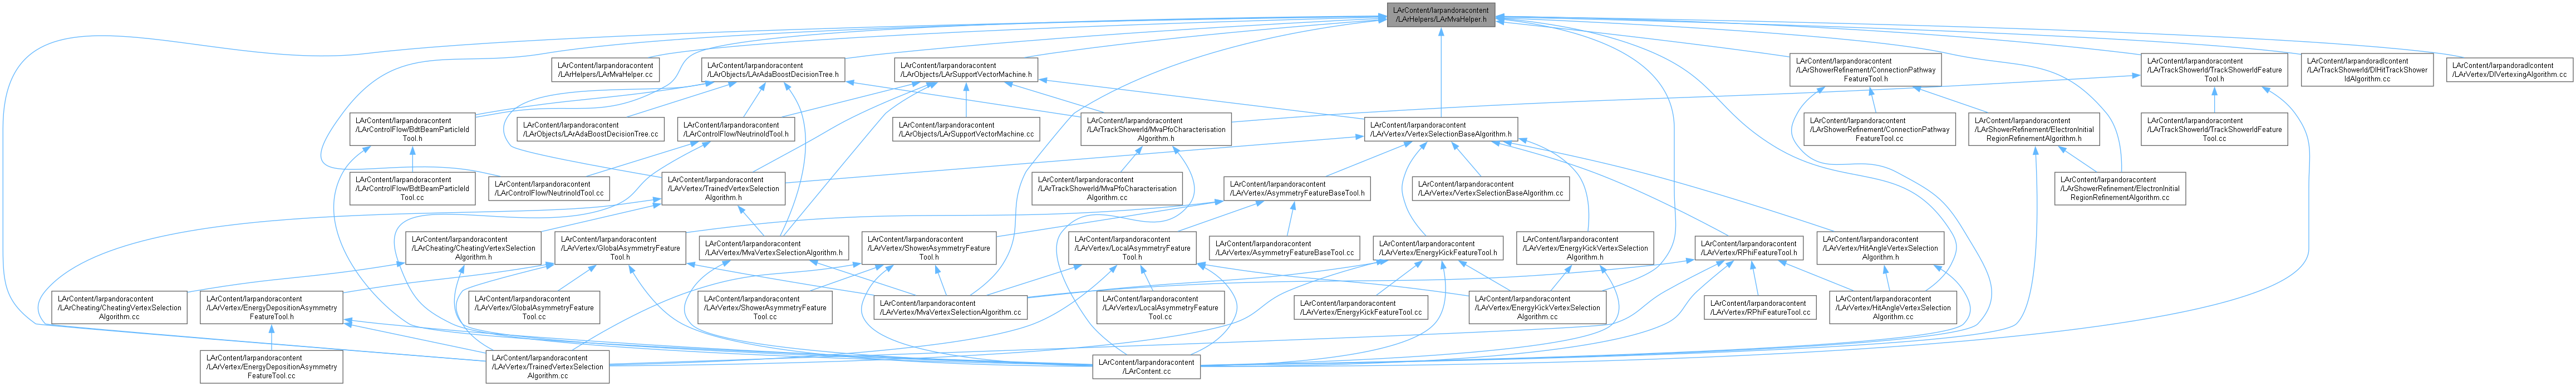 LArContent/larpandoracontent
/LArHelpers/LArMvaHelper.h
LArContent/larpandoracontent
/LArHelpers/LArMvaHelper.cc
LArContent/larpandoracontent
/LArObjects/LArAdaBoostDecisionTree.h
LArContent/larpandoracontent
/LArObjects/LArSupportVectorMachine.h
LArContent/larpandoracontent
/LArShowerRefinement/ConnectionPathway
FeatureTool.h
LArContent/larpandoracontent
/LArTrackShowerId/TrackShowerIdFeature
Tool.h
LArContent/larpandoradlcontent
/LArTrackShowerId/DlHitTrackShower
IdAlgorithm.cc
LArContent/larpandoradlcontent
/LArVertex/DlVertexingAlgorithm.cc
LArContent/larpandoracontent
/LArControlFlow/BdtBeamParticleId
Tool.h
LArContent/larpandoracontent
/LArObjects/LArAdaBoostDecisionTree.cc
LArContent/larpandoracontent
/LArControlFlow/NeutrinoIdTool.h
LArContent/larpandoracontent
/LArObjects/LArSupportVectorMachine.cc
LArContent/larpandoracontent
/LArTrackShowerId/MvaPfoCharacterisation
Algorithm.h
LArContent/larpandoracontent
/LArVertex/VertexSelectionBaseAlgorithm.h
LArContent/larpandoracontent
/LArShowerRefinement/ConnectionPathway
FeatureTool.cc
LArContent/larpandoracontent
/LArShowerRefinement/ElectronInitial
RegionRefinementAlgorithm.h
LArContent/larpandoracontent
/LArTrackShowerId/TrackShowerIdFeature
Tool.cc
LArContent/larpandoracontent
/LArControlFlow/BdtBeamParticleId
Tool.cc
LArContent/larpandoracontent
/LArControlFlow/NeutrinoIdTool.cc
LArContent/larpandoracontent
/LArVertex/TrainedVertexSelection
Algorithm.h
LArContent/larpandoracontent
/LArTrackShowerId/MvaPfoCharacterisation
Algorithm.cc
LArContent/larpandoracontent
/LArVertex/AsymmetryFeatureBaseTool.h
LArContent/larpandoracontent
/LArVertex/VertexSelectionBaseAlgorithm.cc
LArContent/larpandoracontent
/LArShowerRefinement/ElectronInitial
RegionRefinementAlgorithm.cc
LArContent/larpandoracontent
/LArCheating/CheatingVertexSelection
Algorithm.h
LArContent/larpandoracontent
/LArVertex/GlobalAsymmetryFeature
Tool.h
LArContent/larpandoracontent
/LArVertex/MvaVertexSelectionAlgorithm.h
LArContent/larpandoracontent
/LArVertex/ShowerAsymmetryFeature
Tool.h
LArContent/larpandoracontent
/LArVertex/LocalAsymmetryFeature
Tool.h
LArContent/larpandoracontent
/LArVertex/AsymmetryFeatureBaseTool.cc
LArContent/larpandoracontent
/LArVertex/EnergyKickFeatureTool.h
LArContent/larpandoracontent
/LArVertex/EnergyKickVertexSelection
Algorithm.h
LArContent/larpandoracontent
/LArVertex/RPhiFeatureTool.h
LArContent/larpandoracontent
/LArVertex/HitAngleVertexSelection
Algorithm.h
LArContent/larpandoracontent
/LArCheating/CheatingVertexSelection
Algorithm.cc
LArContent/larpandoracontent
/LArVertex/EnergyDepositionAsymmetry
FeatureTool.h
LArContent/larpandoracontent
/LArVertex/GlobalAsymmetryFeature
Tool.cc
LArContent/larpandoracontent
/LArVertex/ShowerAsymmetryFeature
Tool.cc
LArContent/larpandoracontent
/LArVertex/MvaVertexSelectionAlgorithm.cc
LArContent/larpandoracontent
/LArVertex/LocalAsymmetryFeature
Tool.cc
LArContent/larpandoracontent
/LArVertex/EnergyKickFeatureTool.cc
LArContent/larpandoracontent
/LArVertex/EnergyKickVertexSelection
Algorithm.cc
LArContent/larpandoracontent
/LArVertex/RPhiFeatureTool.cc
LArContent/larpandoracontent
/LArVertex/HitAngleVertexSelection
Algorithm.cc
LArContent/larpandoracontent
/LArVertex/EnergyDepositionAsymmetry
FeatureTool.cc
LArContent/larpandoracontent
/LArVertex/TrainedVertexSelection
Algorithm.cc
LArContent/larpandoracontent
/LArContent.cc